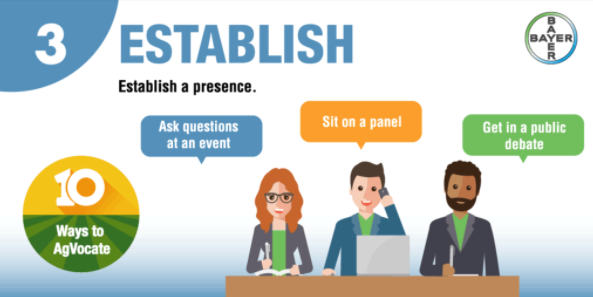 3
ESTABLISH
BAYER
BAYER
Establish a presence.
Ask questions
at an event
Sit on a panel
Get in a public
debate
10
Ways to
AgVocate